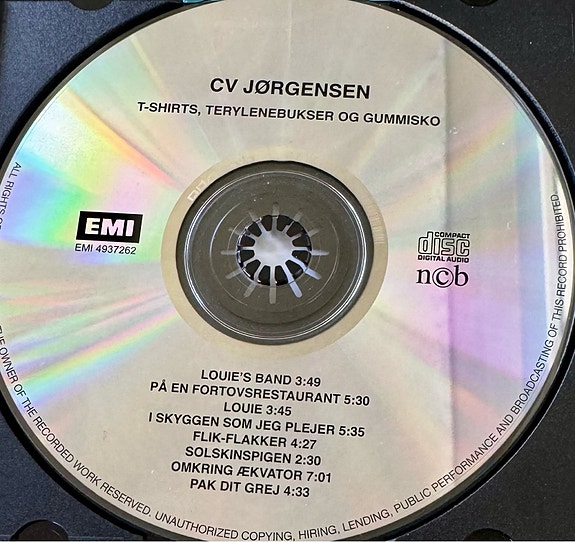 CV JØRGENSEN
T-SHIRTS, TERYLENEBUKSER OG GUMMISKO
EMI
EMI 4937262
COMPACT
disc
DIGITAL AUDIO
n©b
LOUIE'S BAND 3:49
PÅ EN FORTOVSRESTAURANT 5:30
LOUIE 3:45
I SKYGGEN SOM JEG PLEJER 5:35
FLIK-FLAKKER 4:27
SOLSKINSPIGEN 2:30
OMKRING ÆKVATOR 7:01
PAK DIT GREJ 4:33
ALL RIGHTS
THE OWNER OF THE RECORDED WORK RESERVED. UNAUTHORIZED COPYING, HIRING, LENDING, PUBLIC PERFORMANCE AND BROADCASTING OF THIS RECORD PROHIBITED.